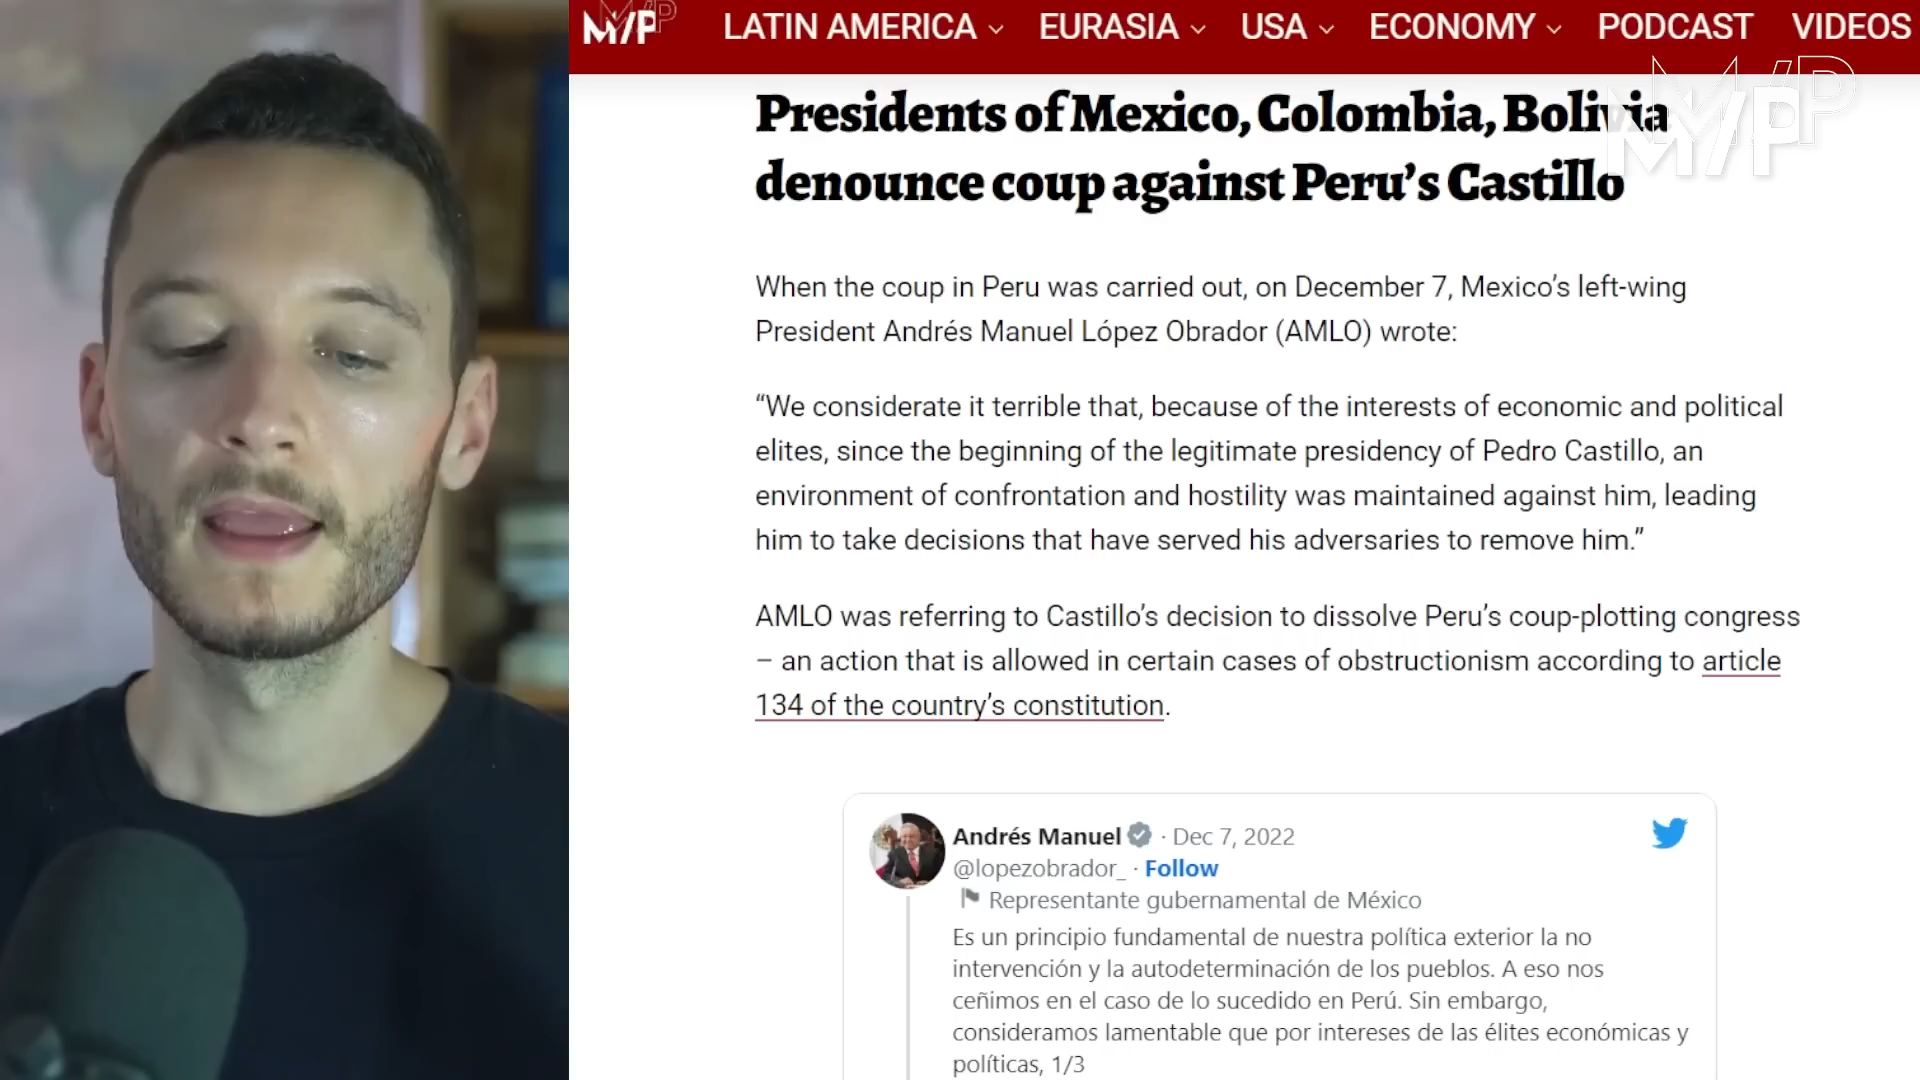 M/P LATIN AMERICA EURASIA USA ECONOMY PODCAST VIDEOS
M/P
Presidents of Mexico, Colombia, Bolivia
denounce coup against Peru’s Castillo
When the coup in Peru was carried out, on December 7, Mexico’s left-wing
President Andrés Manuel López Obrador (AMLO) wrote:
“We considerate it terrible that, because of the interests of economic and political
elites, since the beginning of the legitimate presidency of Pedro Castillo, an
environment of confrontation and hostility was maintained against him, leading
him to take decisions that have served his adversaries to remove him.”
AMLO was referring to Castillo’s decision to dissolve Peru’s coup-plotting congress
– an action that is allowed in certain cases of obstructionism according to article
134 of the country’s constitution.
Andrés Manuel · Dec 7, 2022
@lopezobrador_ · Follow
Representante gubernamental de México
Es un principio fundamental de nuestra política exterior la no
intervención y la autodeterminación de los pueblos. A eso nos
ceñimos en el caso de lo sucedido en Perú. Sin embargo,
consideramos lamentable que por intereses de las élites económicas y
políticas, 1/3